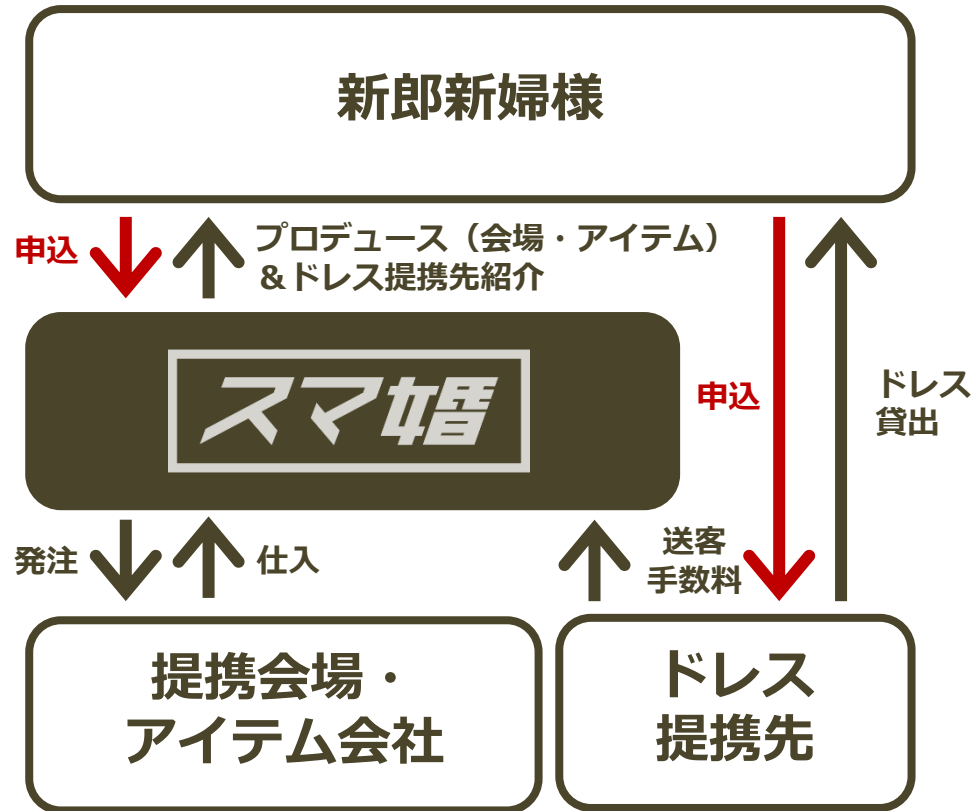 新郎新婦様
申込
プロデュース（会場・アイテム）
＆ドレス提携先紹介
スマ婚
申込
ドレス
貸出
発注
仕入
送客
手数料
提携会場・
アイテム会社
ドレス
提携先